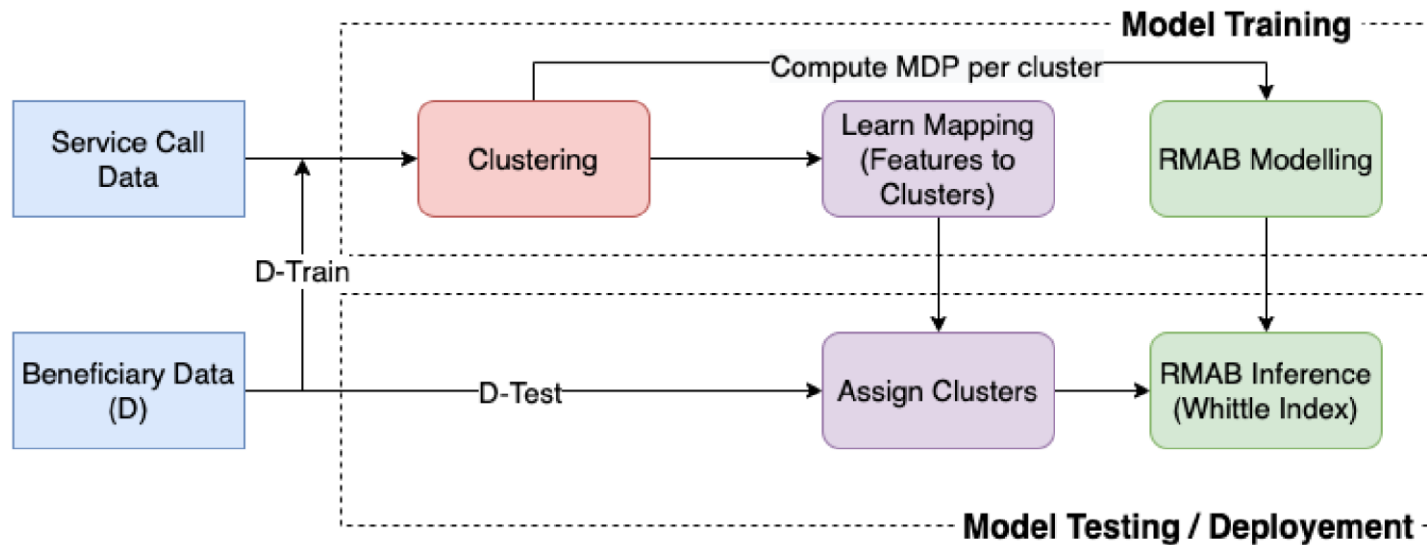 Model Training
Compute MDP per cluster
Service Call
Data
Clustering
Learn Mapping
(Features to
Clusters)
RMAB Modelling
D-Train
Beneficiary Data
(D)
D-Test
Assign Clusters
RMAB Inference
(Whittle Index)
Model Testing / Deployement